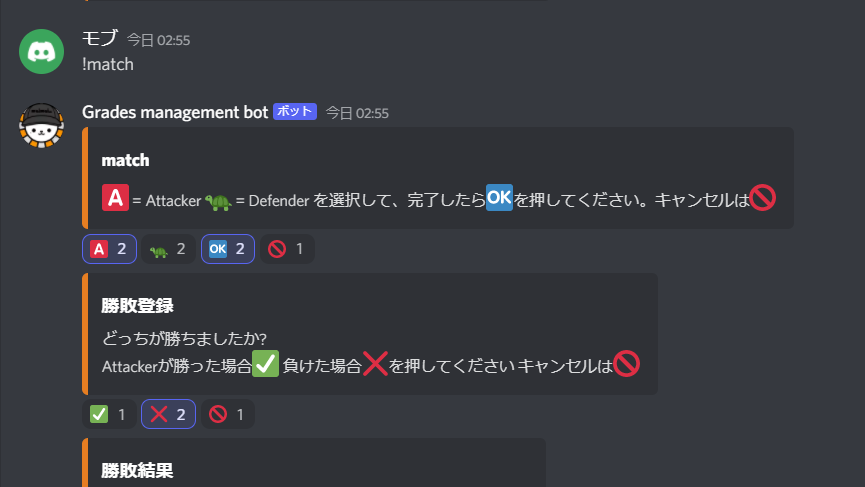 モブ 今日 02:55
!match
Grades management bot ボット 今日 02:55
match
🅰 = Attacker 🐢 = Defender を選択して、完了したら🆗を押してください。キャンセルは🚫
🅰 2 🐢 2 🆗 2 🚫 1
勝敗登録
どっちが勝ちましたか?
Attackerが勝った場合✅ 負けた場合❌を押してください キャンセルは🚫
✅ 1 ❌ 2 🚫 1
勝敗結果